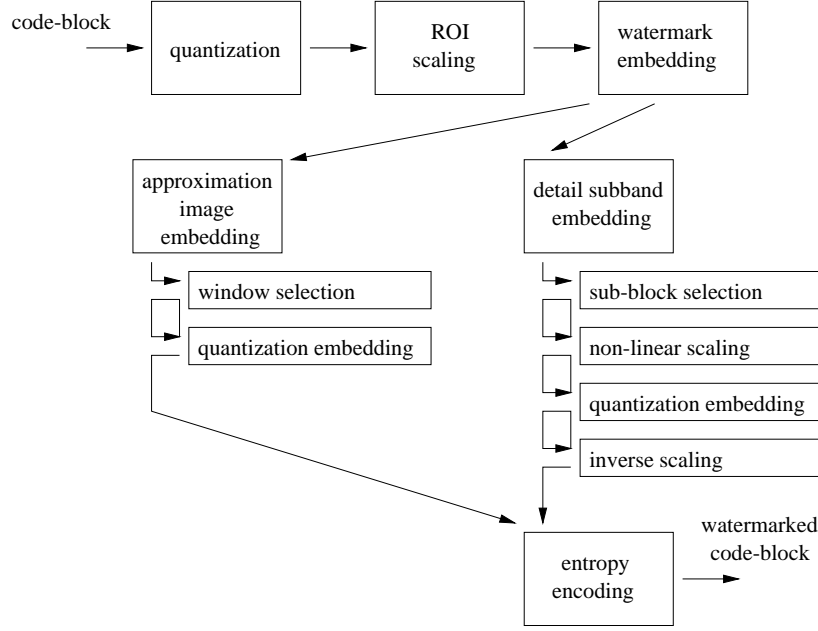 code-block
quantization
ROI
scaling
watermark
embedding
approximation
image
embedding
detail subband
embedding
window selection
quantization embedding
sub-block selection
non-linear scaling
quantization embedding
inverse scaling
watermarked
code-block
entropy
encoding